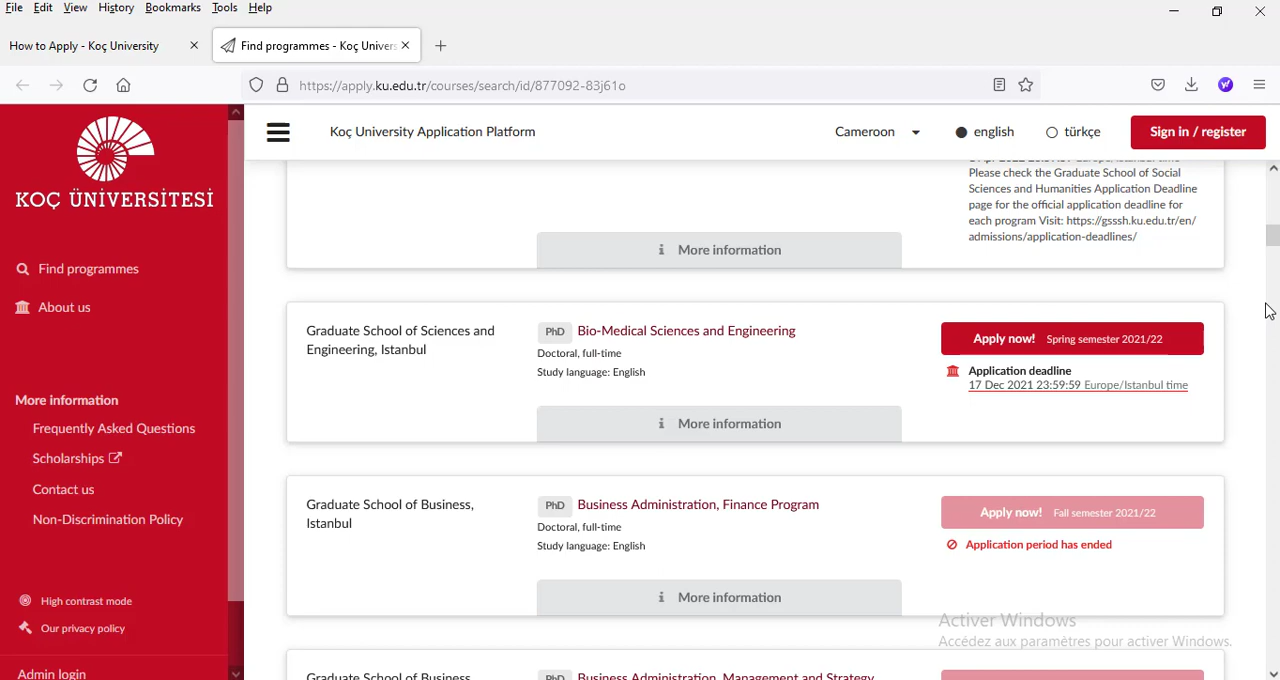 File Edit View History Bookmarks Tools Help
How to Apply - Koç University
Find programmes - Koç Univers
https://apply.ku.edu.tr/courses/search/id/877092-83j61o
KOÇ ÜNİVERSİTESİ
Find programmes
About us
More information
Frequently Asked Questions
Scholarships
Contact us
Non-Discrimination Policy
High contrast mode
Our privacy policy
Admin login
Koç University Application Platform
Cameroon
english
türkçe
Sign in / register
Please check the Graduate School of Social
Sciences and Humanities Application Deadline
page for the official application deadline for
each program Visit: https://gsssh.ku.edu.tr/en/
admissions/application-deadlines/
More information
Graduate School of Sciences and
Engineering, Istanbul
PhD Bio-Medical Sciences and Engineering
Doctoral, full-time
Study language: English
Apply now! Spring semester 2021/22
Application deadline
17 Dec 2021 23:59:59 Europe/Istanbul time
More information
Graduate School of Business,
Istanbul
PhD Business Administration, Finance Program
Doctoral, full-time
Study language: English
Apply now! Fall semester 2021/22
Application period has ended
More information
Activer Windows
Accédez aux paramètres pour activer Windows.
Graduate School of Business,
PhD Business Administration, Management and Strategy